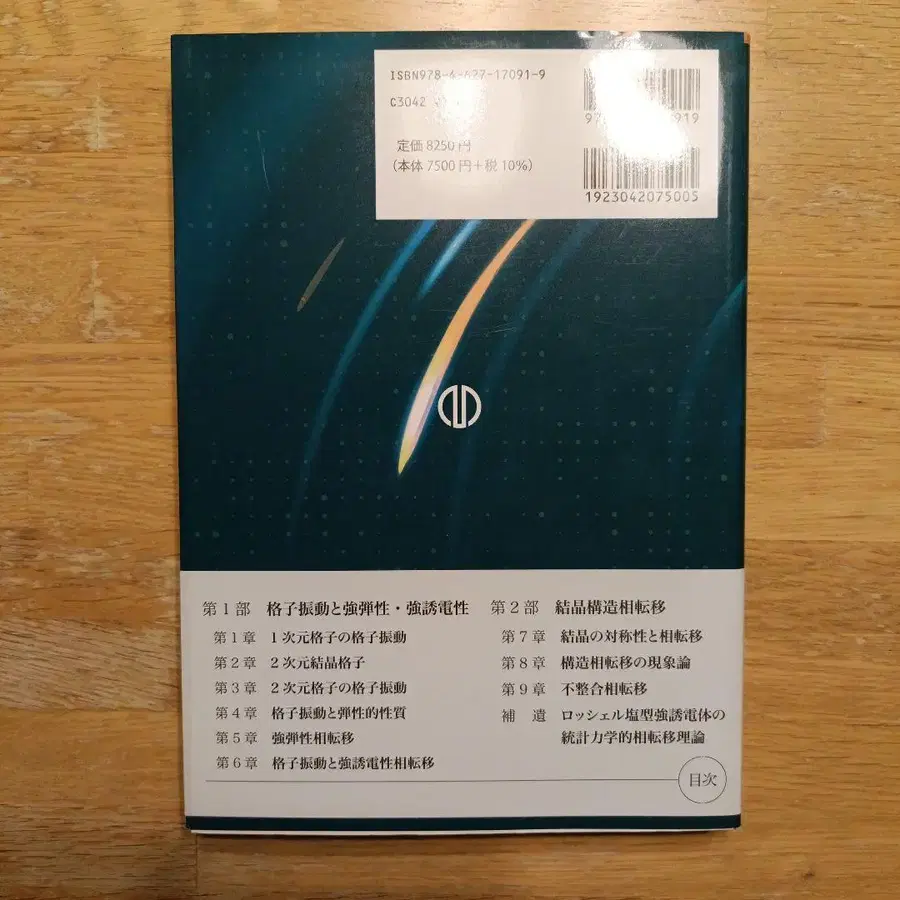 ISBN978-4-627-17091-9
C3042
定価 8250円
(本体 7500円+税 10%)
919
1923042075005
第1部 格子振動と強弾性・強誘電性
第1章 1次元格子の格子振動
第2章 2次元結晶格子
第3章 2次元格子の格子振動
第4章 格子振動と弾性的性質
第5章 強弾性相転移
第6章 格子振動と強誘電性相転移
第2部 結晶構造相転移
第7章 結晶の対称性と相転移
第8章 構造相転移の現象論
第9章 不整合相転移
補 遺 ロッシェル塩型強誘電体の
統計力学的相転移理論
目次